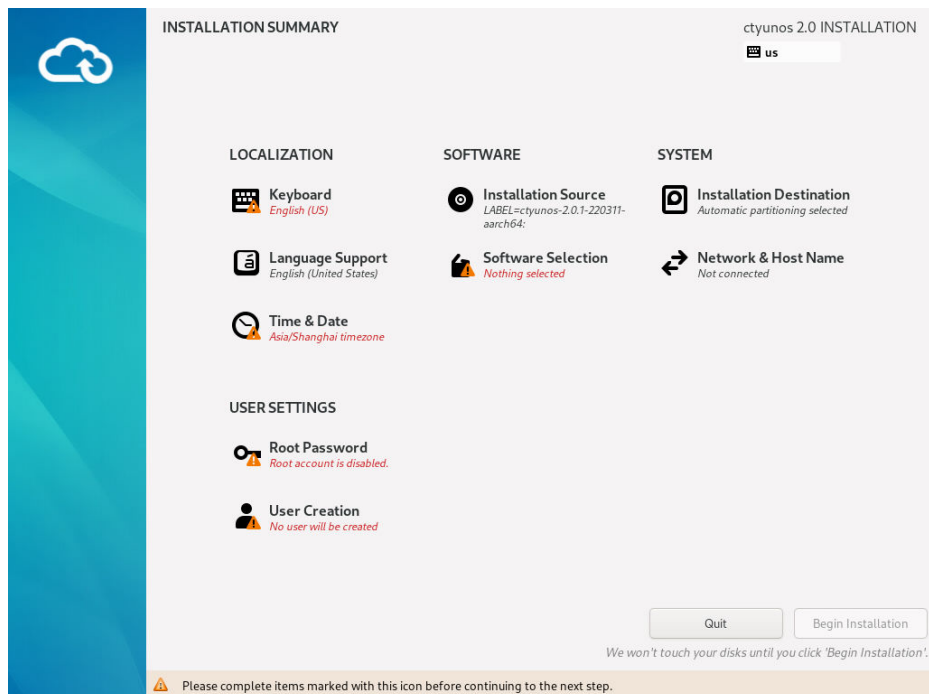 INSTALLATION SUMMARY
ctyunos 2.0 INSTALLATION
us
LOCALIZATION
Keyboard
English (US)
Language Support
English (United States)
Time & Date
Asia/Shanghai timezone
SOFTWARE
Installation Source
LABEL=ctyunos-2.0.1-220311-
aarch64:
Software Selection
Nothing selected
SYSTEM
Installation Destination
Automatic partitioning selected
Network & Host Name
Not connected
USER SETTINGS
Root Password
Root account is disabled.
User Creation
No user will be created
Quit
Begin Installation
We won't touch your disks until you click 'Begin Installation'.
Please complete items marked with this icon before continuing to the next step.